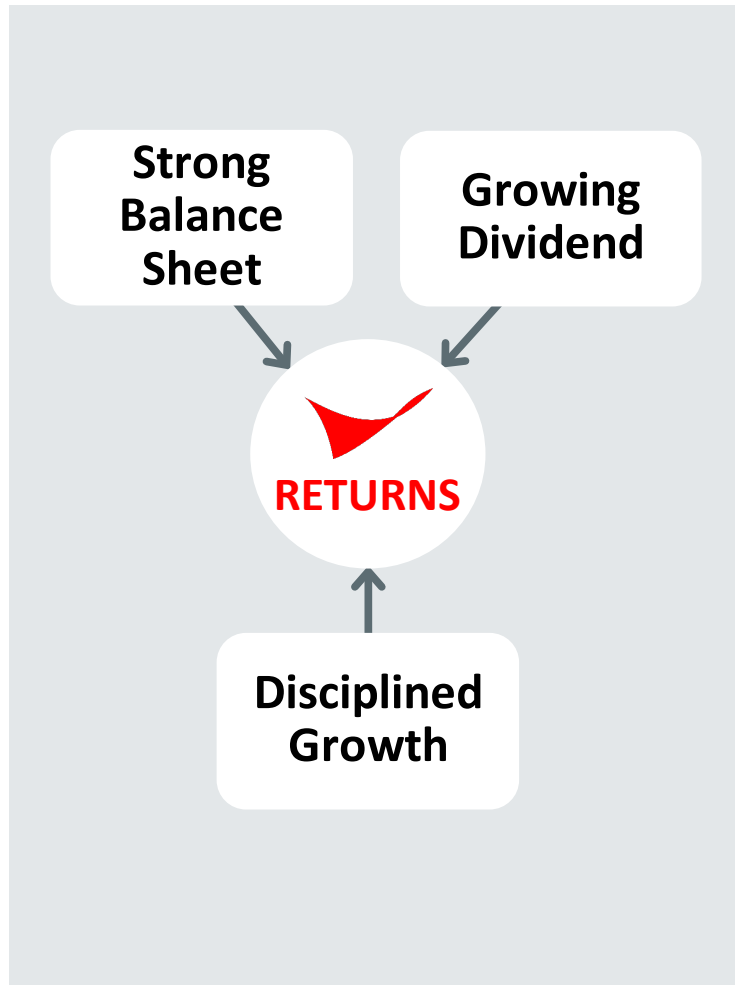 Strong
Balance
Sheet
Growing
Dividend
RETURNS
Disciplined
Growth